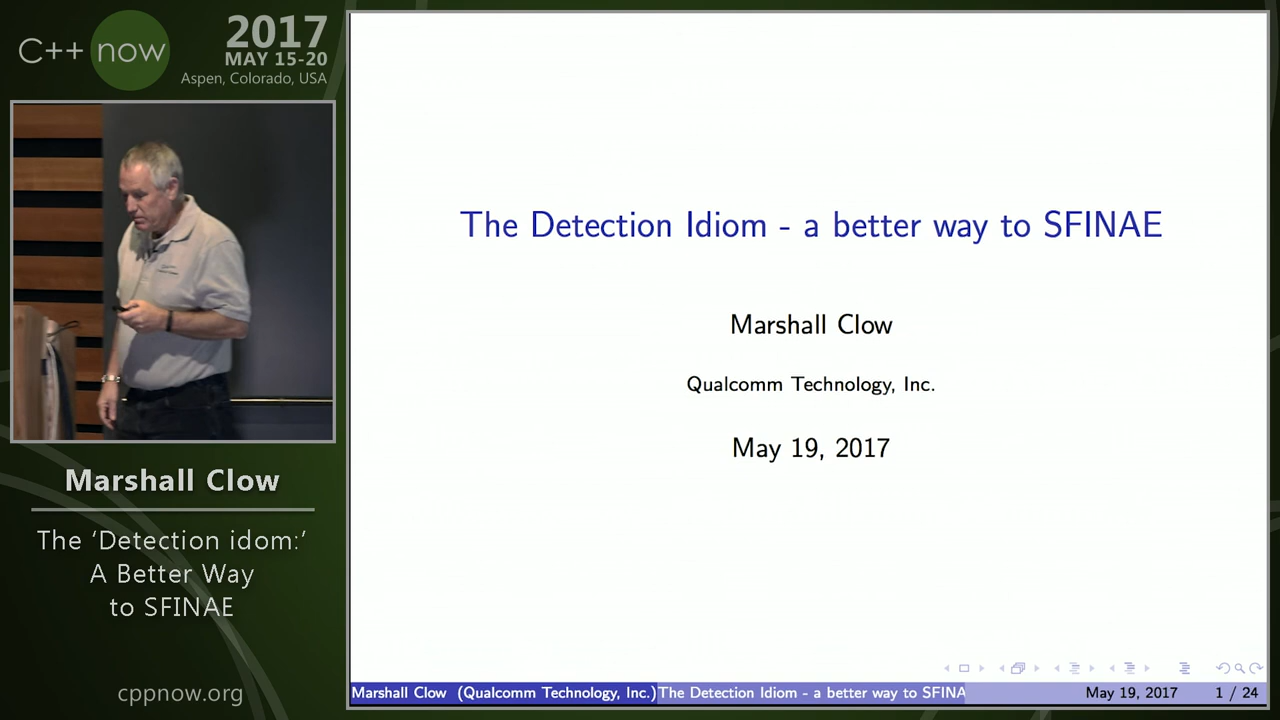 C++ now
2017
MAY 15-20
Aspen, Colorado, USA
Marshall Clow
The ‘Detection idom:’
A Better Way
to SFINAE
cppnow.org
The Detection Idiom - a better way to SFINAE
Marshall Clow
Qualcomm Technology, Inc.
May 19, 2017
Marshall Clow (Qualcomm Technology, Inc.) The Detection Idiom - a better way to SFINA May 19, 2017 1 / 24